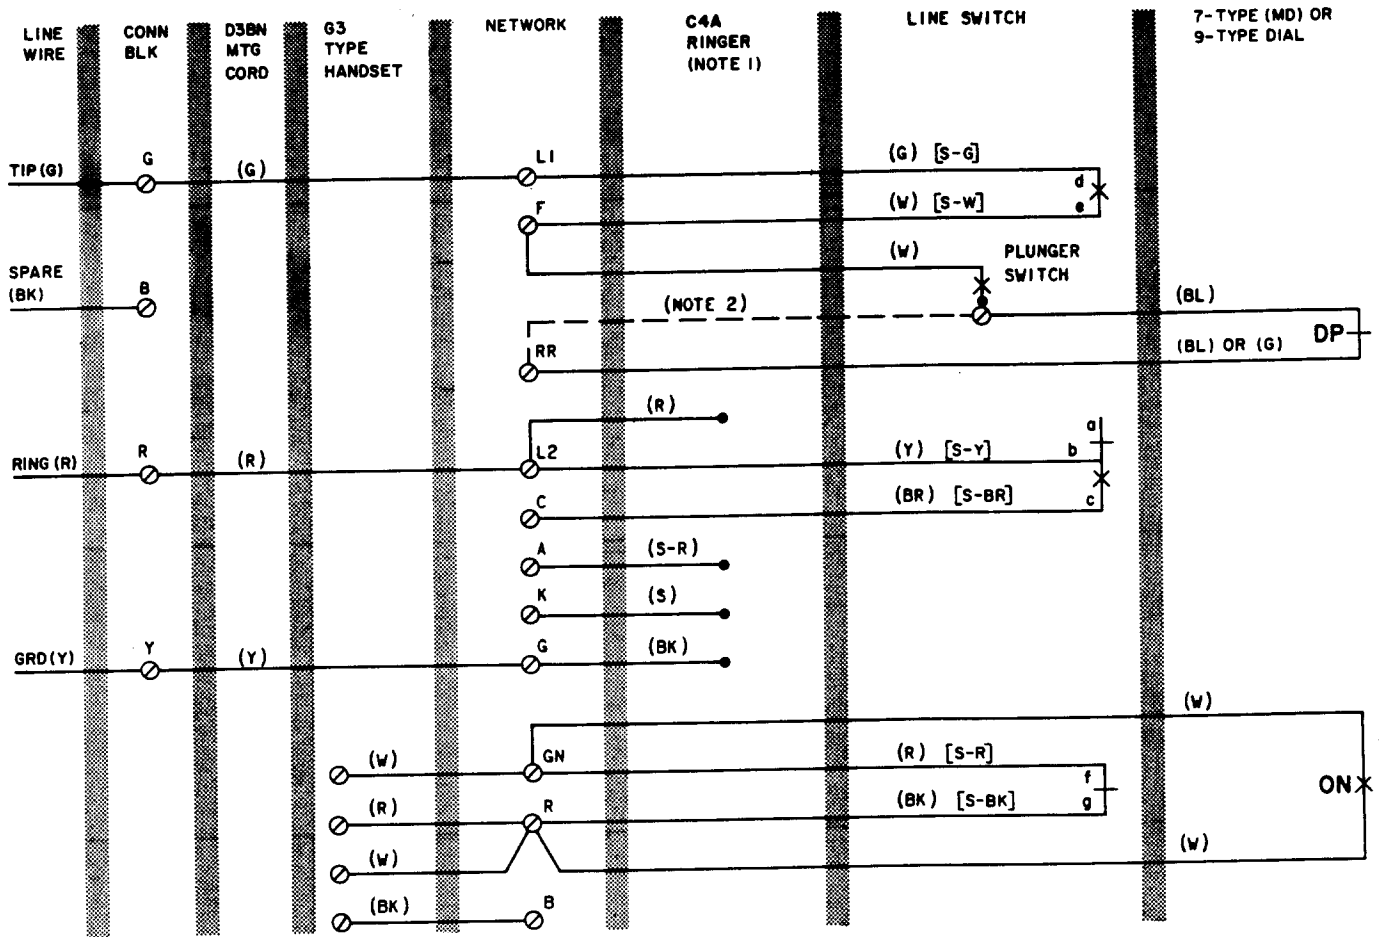 LINE
WIRE
CONN
BLK
D3BN
MTG
CORD
G3
TYPE
HANDSET
NETWORK
C4A
RINGER
(NOTE 1)
LINE SWITCH
7-TYPE (MD) OR
9-TYPE DIAL
TIP(G)
G
(G)
L1
(G) [S-G]
d
F
(W) [S-W]
e
SPARE
(BK)
B
(W)
PLUNGER
SWITCH
(NOTE 2)
(BL)
RR
(BL) OR (G)
DP
(R)
a
RING(R)
R
(R)
L2
(Y) [S-Y]
b
C
(BR) [S-BR]
c
A
(S-R)
K
(S)
GRD(Y)
Y
(Y)
G
(BK)
(W)
(W)
GN
(R) [S-R]
f
(R)
R
(BK) [S-BK]
g
ON
(W)
(W)
(BK)
B